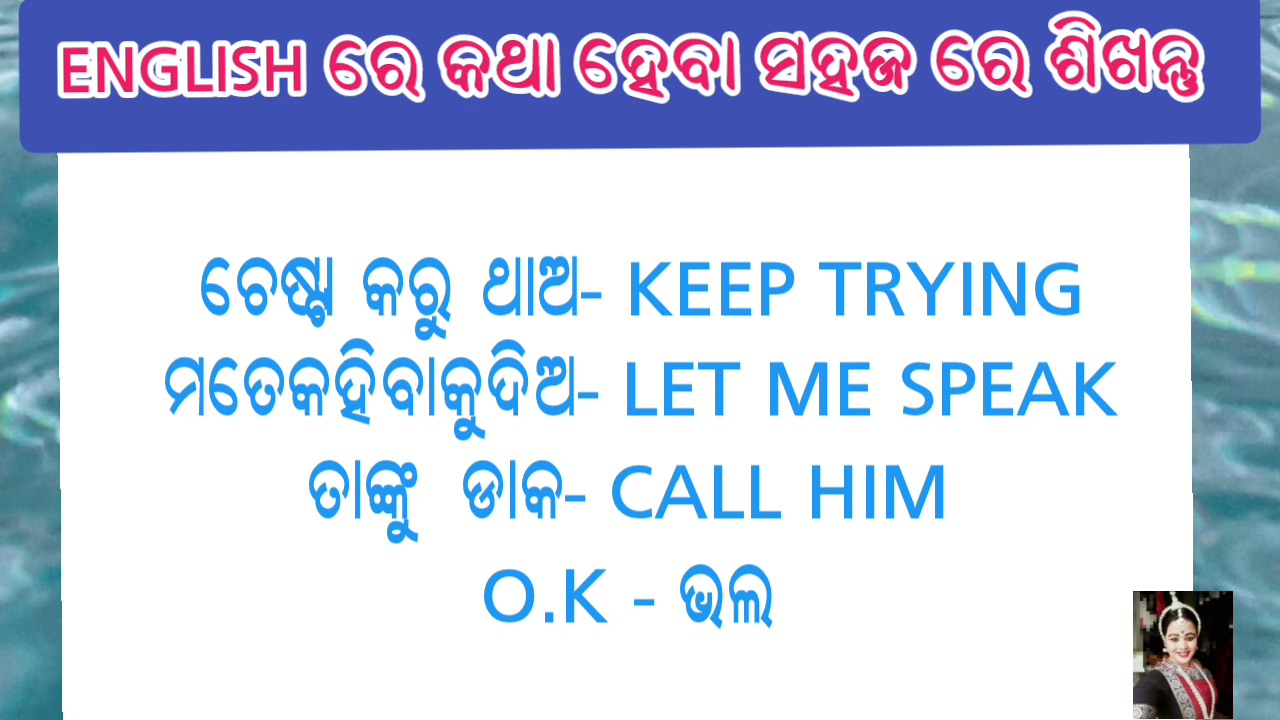 ENGLISH ରେ କଥା ହେବା ସହଜ ରେ ଶିଖନ୍ତୁ
ଚେଷ୍ଟା କରୁ ଥାଅ- KEEP TRYING
ମତେକହିବାକୁଦିଅ- LET ME SPEAK
ତାଙ୍କୁ ଡାକ- CALL HIM
O.K - ଭଲ